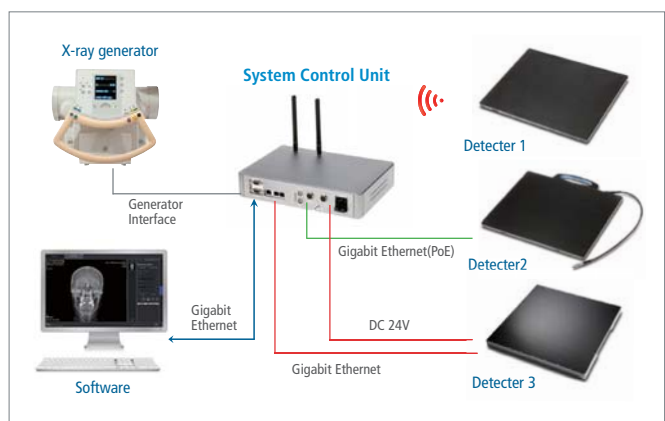 X-ray generator
System Control Unit
Detecter 1
Generator
Interface
Gigabit Ethernet(PoE)
Detecter2
Gigabit
Ethernet
DC 24V
Gigabit Ethernet
Software
Detecter 3